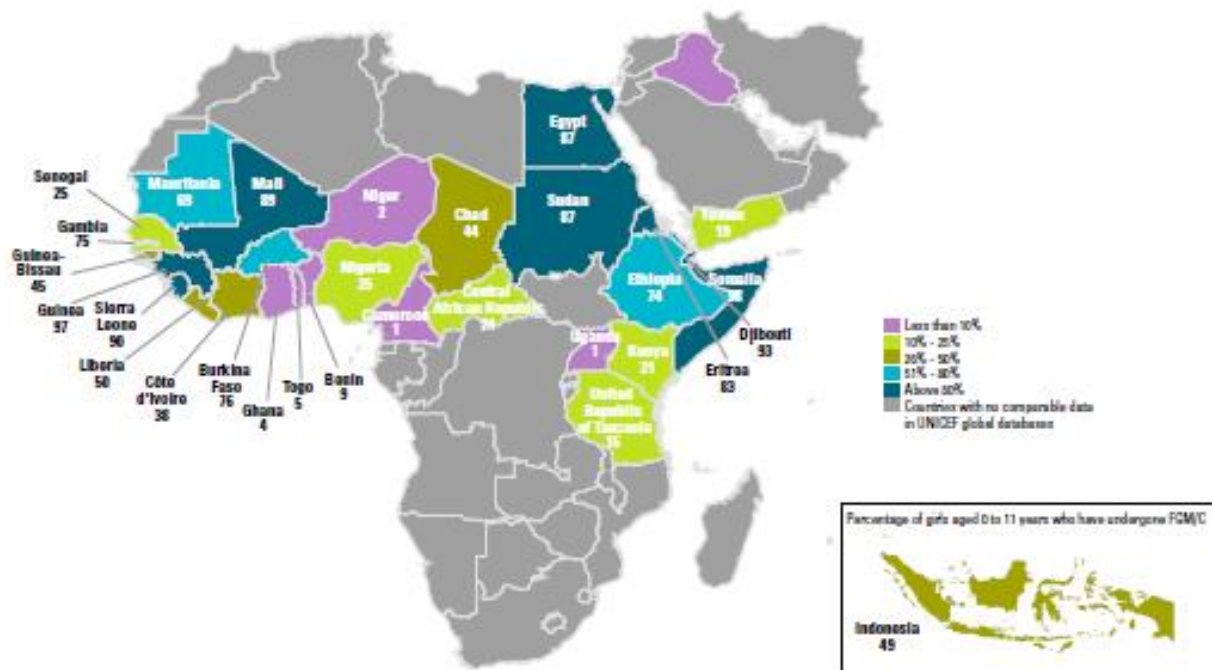 Egypt
87
Senegal
25
Mauritania
69
Mali
89
Niger
2
Chad
44
Sudan
87
Yemen
19
Gambia
75
Guinea-
Bissau
45
Guinea
97
Sierra
Leone
90
Liberia
50
Côte
d'Ivoire
38
Burkina
Faso
76
Ghana
4
Togo
5
Benin
9
Nigeria
25
Cameroon
1
Central
African Republic
Ethiopia
74
Somalia
Djibouti
93
Eritrea
83
Uganda
1
Kenya
21
United
Republic
of Tanzania
15
Less than 10%
10% - 25%
26% - 50%
51% - 80%
Above 80%
Countries with no comparable data
in UNICEF global databases
Percentage of girls aged 0 to 11 years who have undergone FGM/C
Indonesia
49